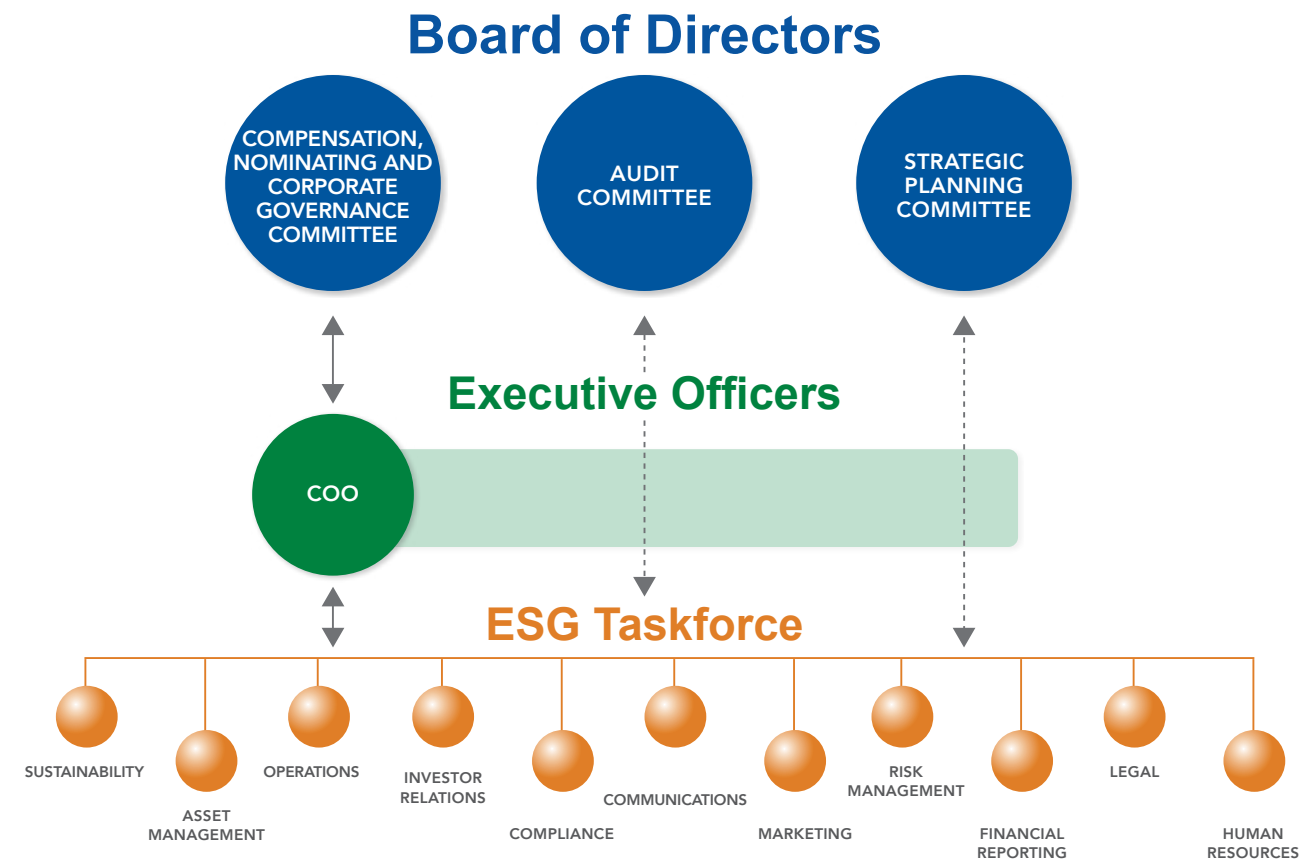 Board of Directors
COMPENSATION,
NOMINATING AND
CORPORATE
GOVERNANCE
COMMITTEE
AUDIT
COMMITTEE
STRATEGIC
PLANNING
COMMITTEE
Executive Officers
COO
ESG Taskforce
SUSTAINABILITY
ASSET
MANAGEMENT
OPERATIONS
INVESTOR
RELATIONS
COMPLIANCE
COMMUNICATIONS
MARKETING
RISK
MANAGEMENT
FINANCIAL
REPORTING
LEGAL
HUMAN
RESOURCES